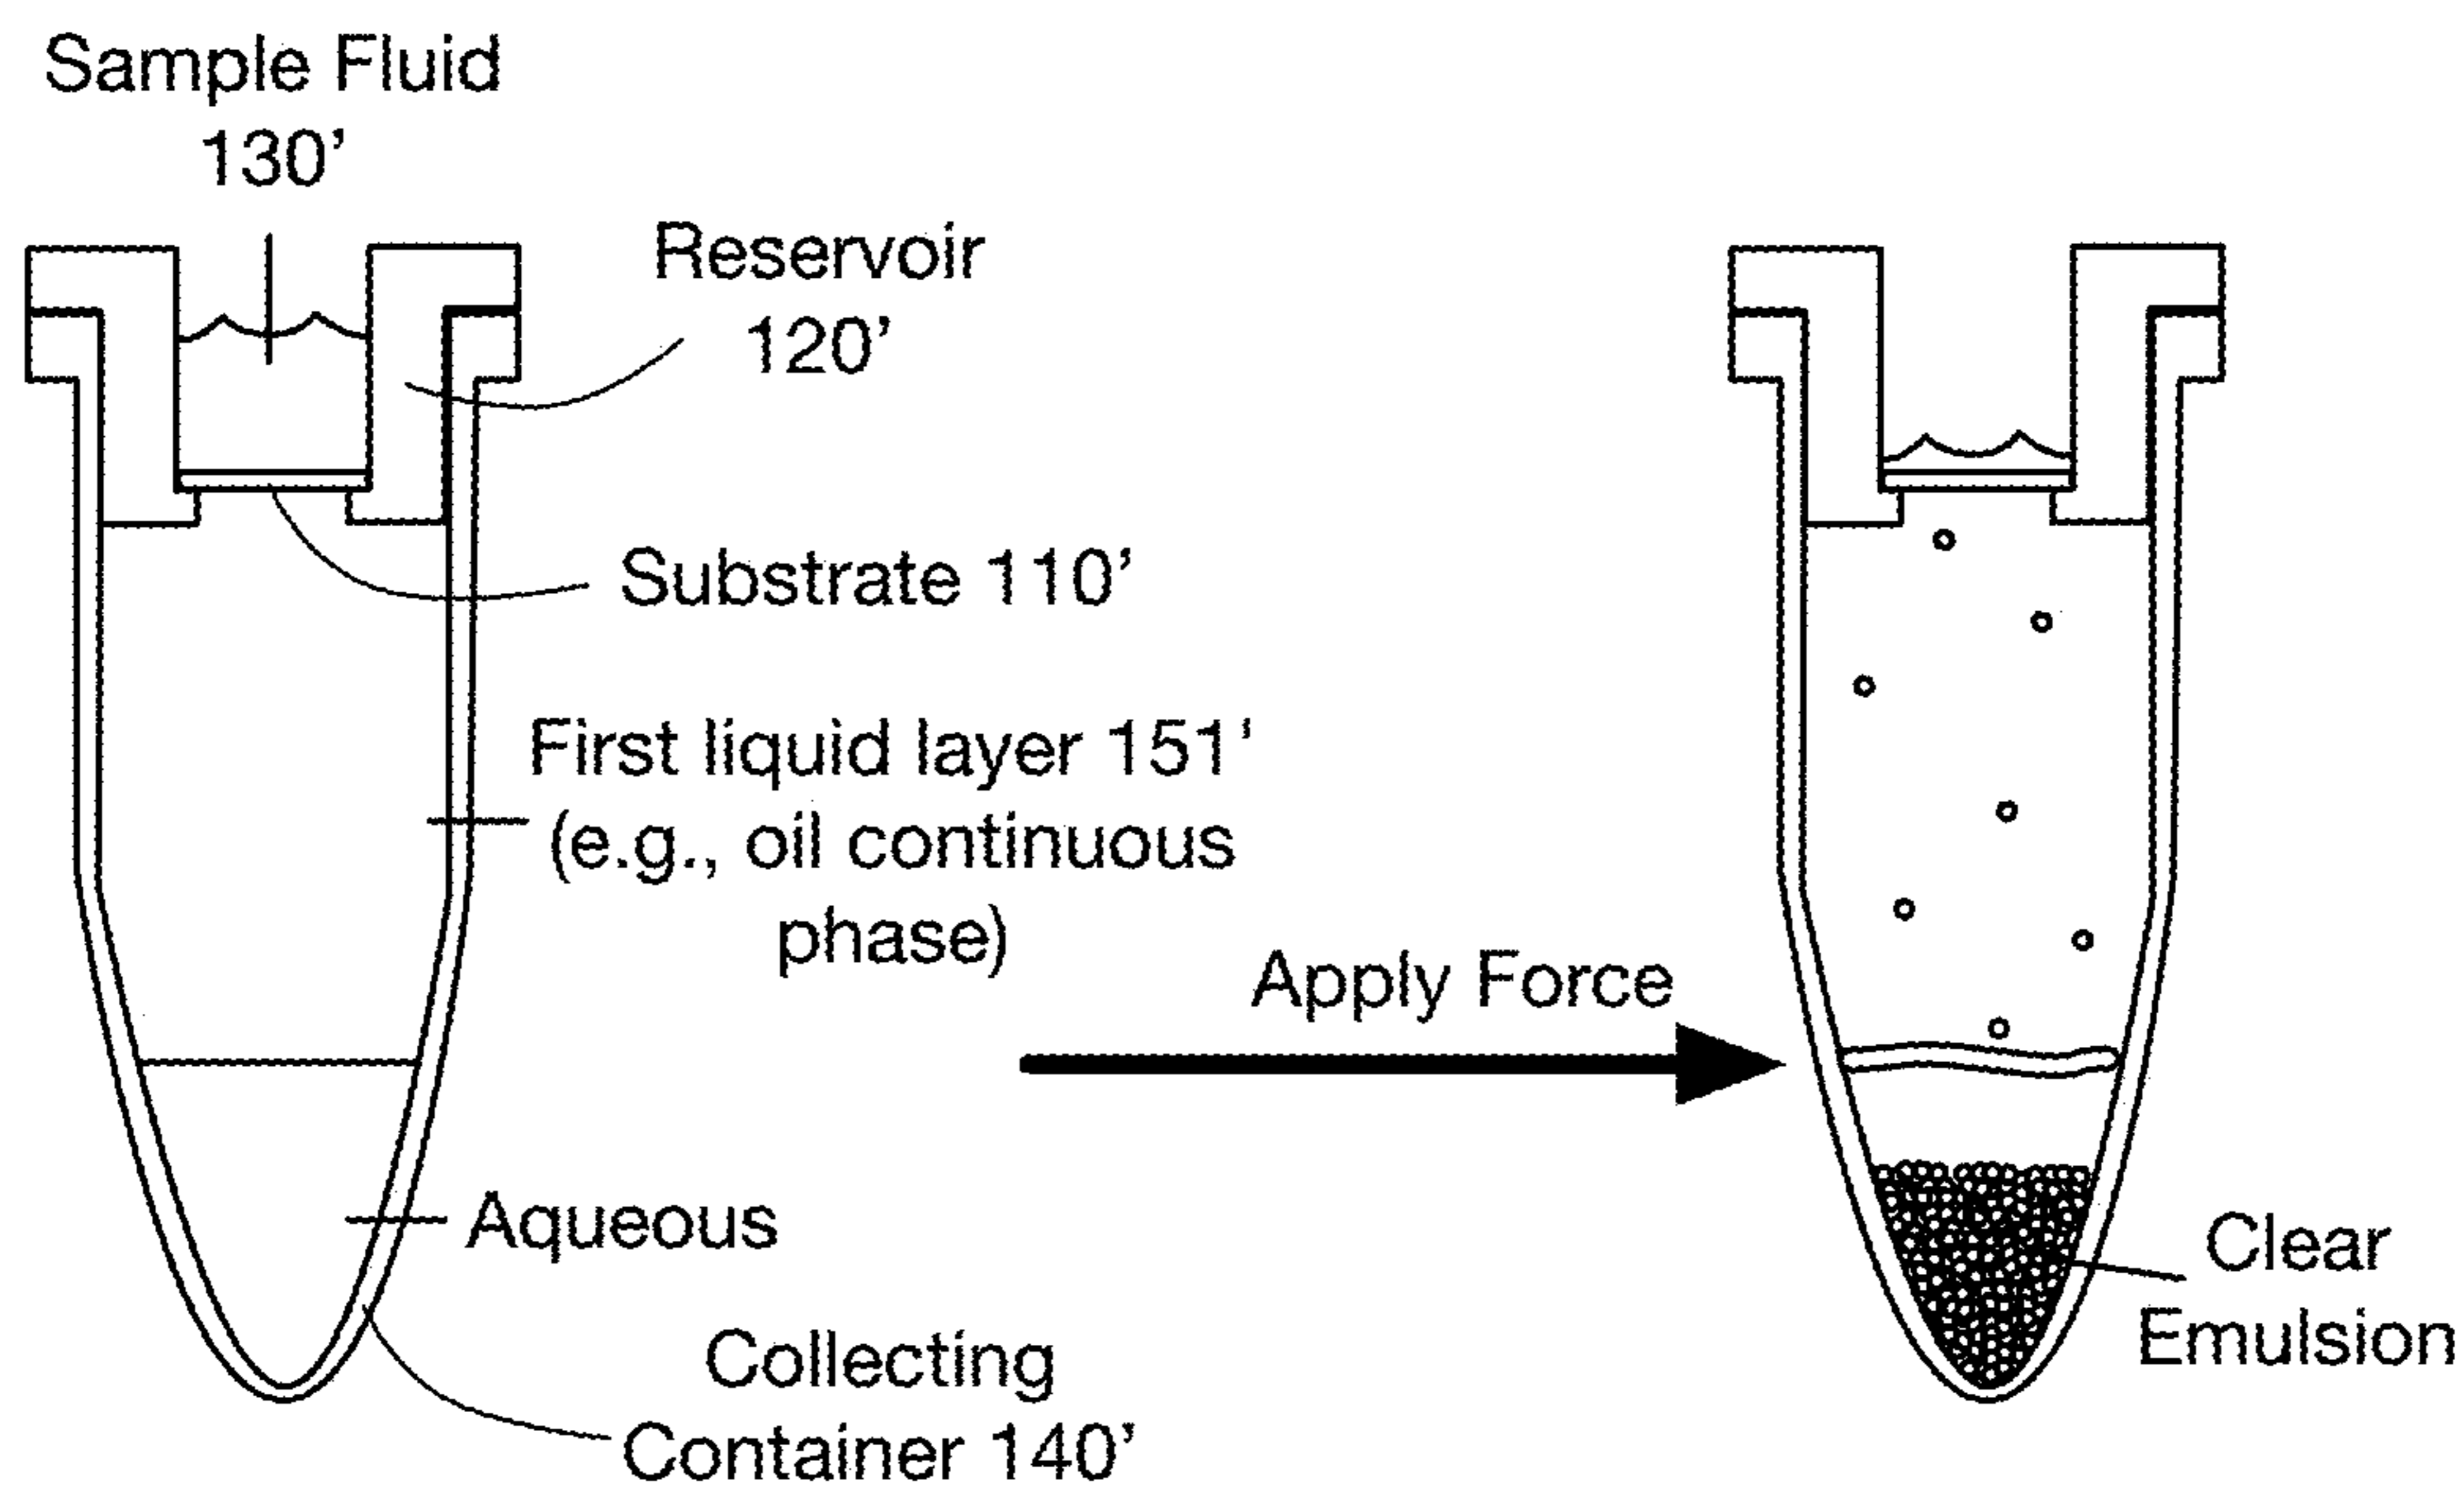 Sample Fluid
130’
Reservoir
120’
Substrate 110’
First liquid layer 151'
(e.g., oil continuous
phase)
Apply Force
Aqueous
Collecting
Container 140’
Clear
Emulsion